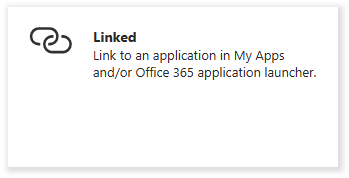 Linked
Link to an application in My Apps
and/or Office 365 application launcher.